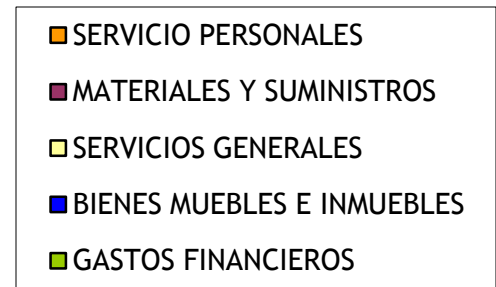 SERVICIO PERSONALES
MATERIALES Y SUMINISTROS
SERVICIOS GENERALES
BIENES MUEBLES E INMUEBLES
GASTOS FINANCIEROS